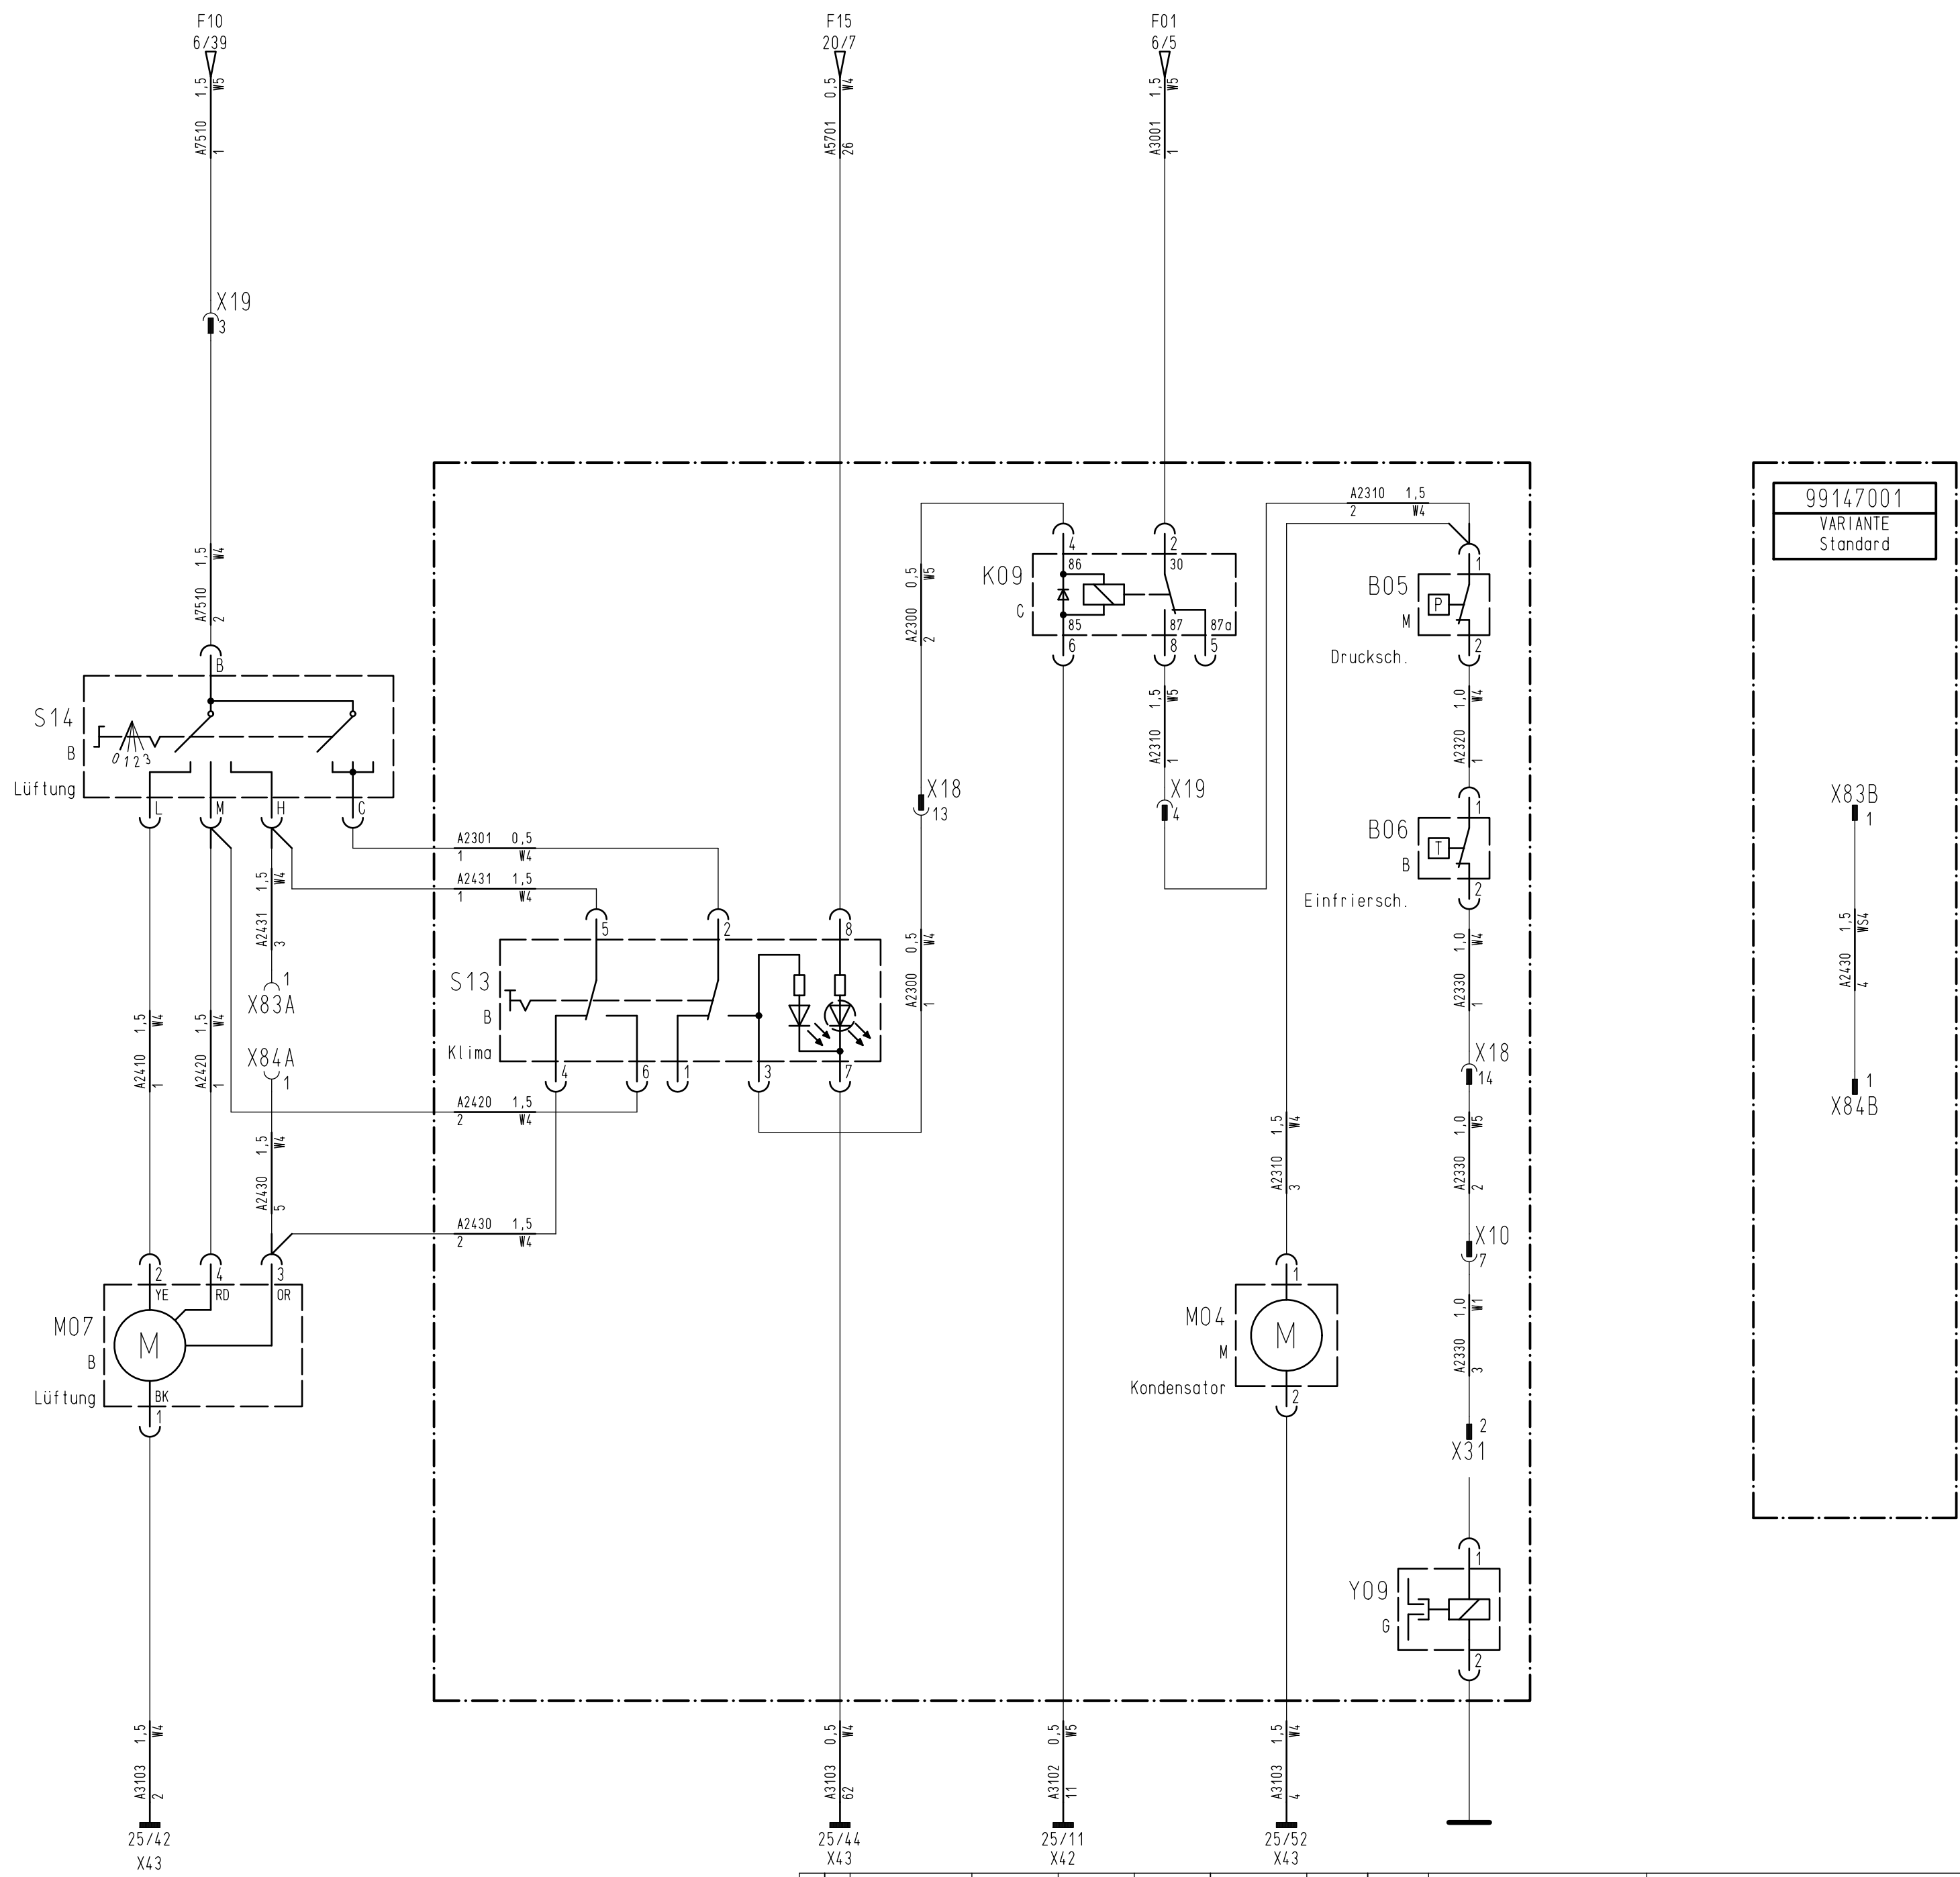 F10
6/39
1,5
W5
A7510
1
F15
20/7
0,5
W4
A5701
26
F01
6/5
1,5
W5
A3001
1
X19
3
1,5
W4
A7510
2
B
S14
B
0 1 2 3
Lüftung
L
M
H
C
99147001
VARIANTE
Standard
A2310 1,5
2 W4
4
86
K09
C
85
6
2
30
87
87a
8
5
0,5
W5
A2300
2
X18
13
1,5
W5
A2310
1
X19
4
1
B05
P
M
2
Drucksch.
1,0
W4
A2320
1
1
B06
T
B
2
Einfriersch.
A2301 0,5
1 W4
A2431 1,5
1 W4
1,5
W4
A2431
3
1
X83A
X84A
1
5
2
8
S13
B
Klima
4
6
1
3
7
0,5
W4
A2300
1
1,0
W4
A2330
1
X18
14
1,0
W5
A2330
2
X10
7
1,0
W1
A2330
3
2
X31
X83B
1
1,5
WS4
A2430
4
1
X84B
1,5
W4
A2410
1
1,5
W4
A2420
1
A2420 1,5
2 W4
1,5
W4
A2430
5
A2430 1,5
2 W4
1,5
W4
A2310
3
2
YE
4
RD
3
OR
M07
M
B
Lüftung
BK
1
1
M04
M
M
Kondensator
2
1
Y09
G
2
1,5
W4
A3103
2
25/42
X43
0,5
W4
A3103
62
25/44
X43
0,5
W5
A3102
11
25/11
X42
1,5
W4
A3103
4
25/52
X43